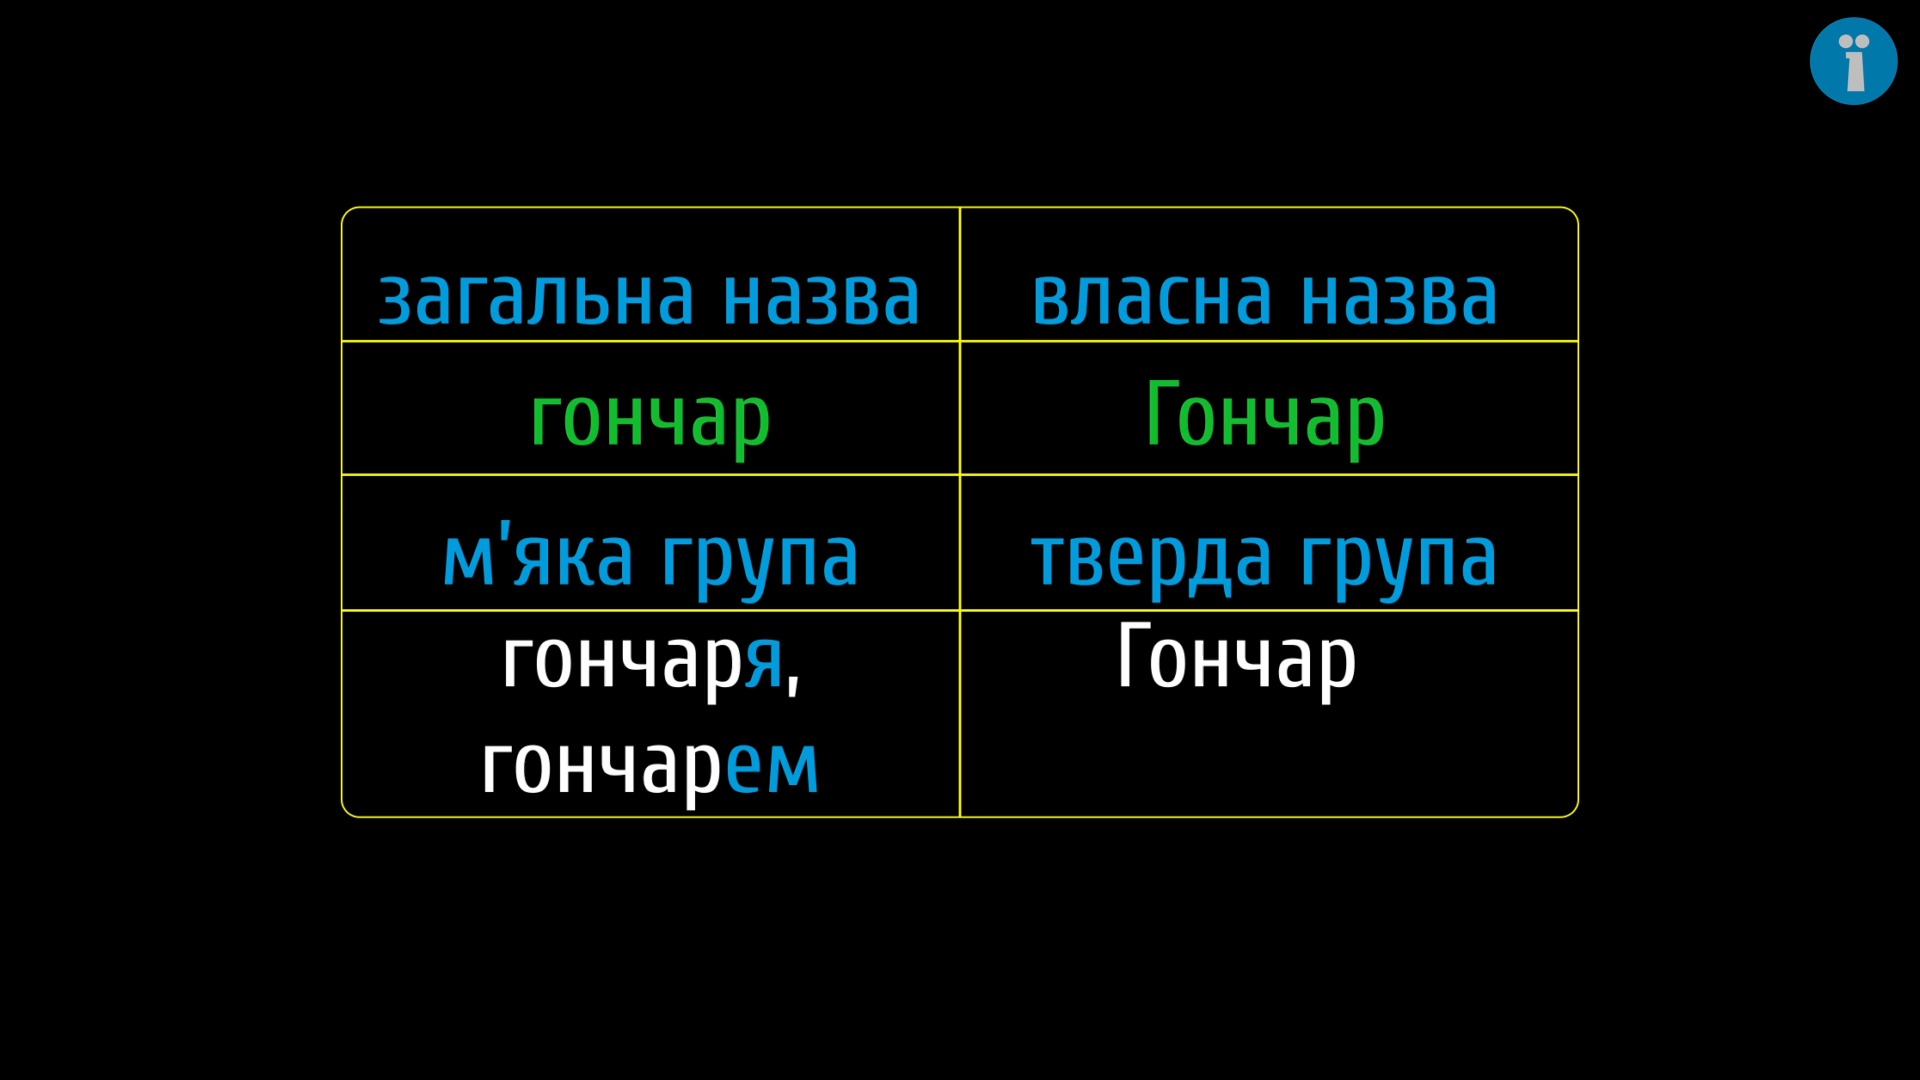 ї
загальна назва
власна назва
гончар
Гончар
м'яка група
тверда група
гончаря,
гончарем
Гончар